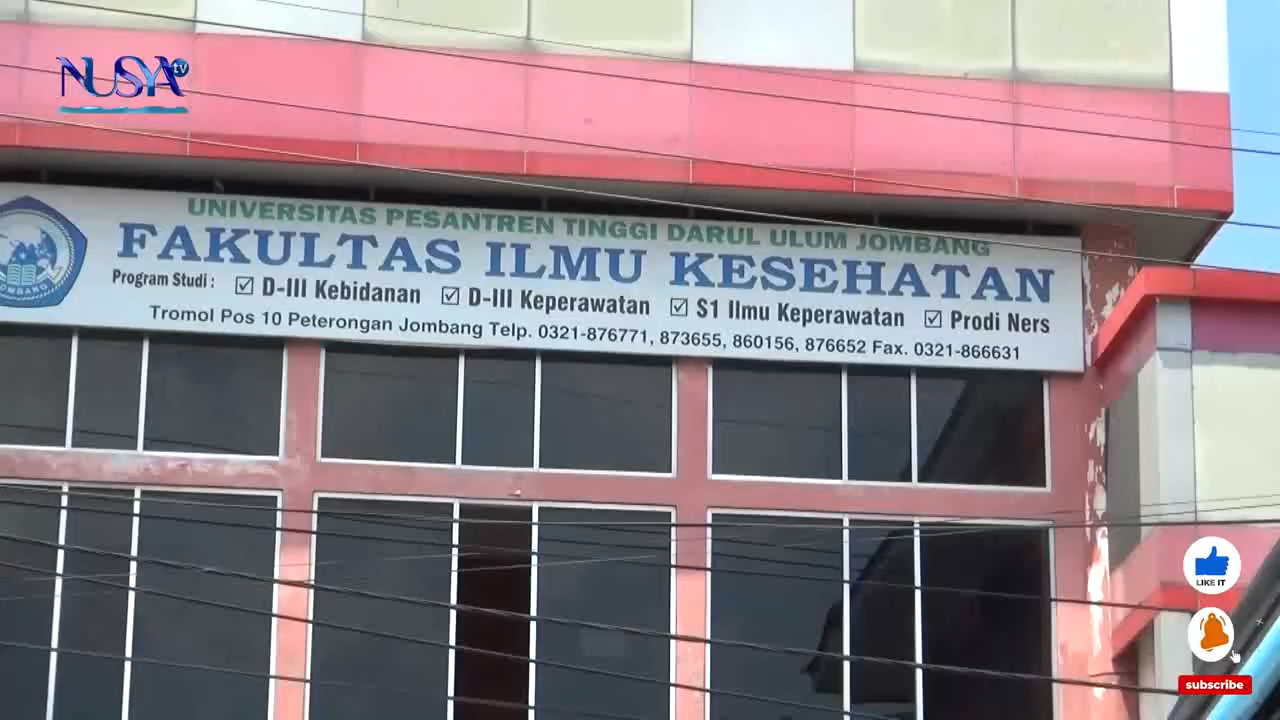 NUSYA tv
UNIVERSITAS PESANTREN TINGGI DARUL ULUM JOMBANG
FAKULTAS ILMU KESEHATAN
Program Studi : ☑ D-III Kebidanan ☑ D-III Keperawatan ☑ S1 Ilmu Keperawatan ☑ Prodi Ners
Tromol Pos 10 Peterongan Jombang Telp. 0321-876771, 873655, 860156, 876652 Fax. 0321-866631
JOMBANG
LIKE IT
subscribe